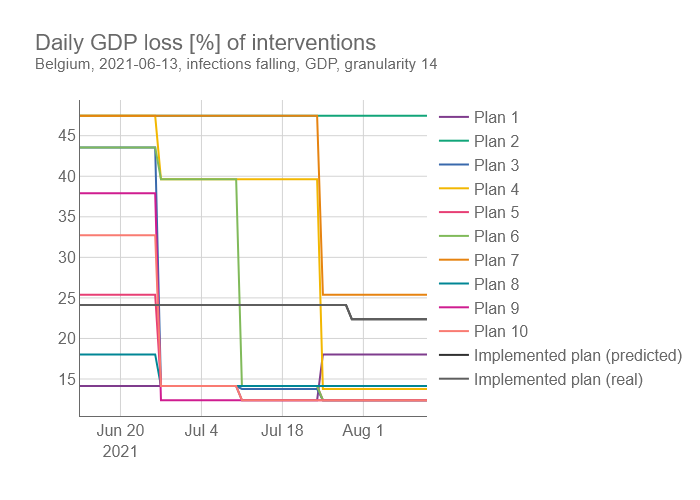 Daily GDP loss [%] of interventions
Belgium, 2021-06-13, infections falling, GDP, granularity 14
45
40
35
30
25
20
15
Jun 20
2021
Jul 4
Jul 18
Aug 1
Plan 1
Plan 2
Plan 3
Plan 4
Plan 5
Plan 6
Plan 7
Plan 8
Plan 9
Plan 10
Implemented plan (predicted)
Implemented plan (real)